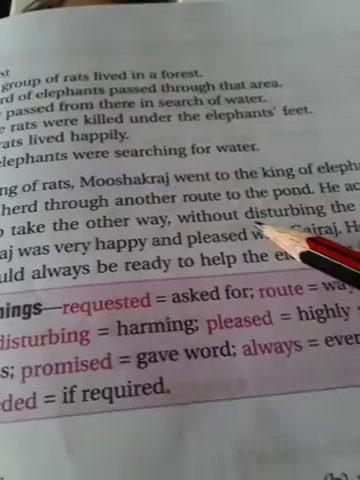 st
group of rats lived in a forest.
rd of elephants passed through that area.
passed from there in search of water.
e rats were killed under the elephants' feet.
rats lived happily.
elephants were searching for water.
ng of rats, Mooshakraj went to the king of eleph
herd through another route to the pond. He
take the other way, without disturbing the
aj was very happy and pleased Gajraj. H
uld always be ready to help the
nings—requested = asked for; route = way
disturbing = harming; pleased = highly
s; promised = gave word; always = ever
ded = if required.